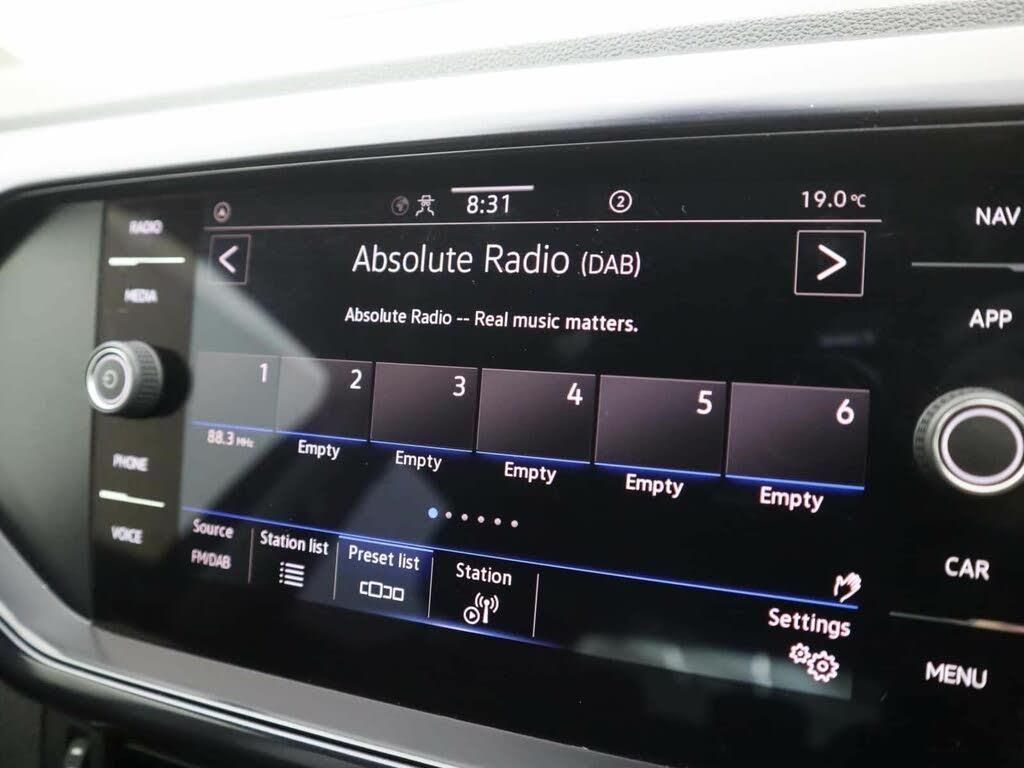 RADIO
MEDIA
PHONE
VOICE
8:31
2
19.0°C
Absolute Radio (DAB)
Absolute Radio -- Real music matters.
1 2 3 4 5 6
88.3 MHz Empty Empty Empty Empty Empty
Source Station list Preset list Station
FM/DAB
Settings
NAV
APP
CAR
MENU